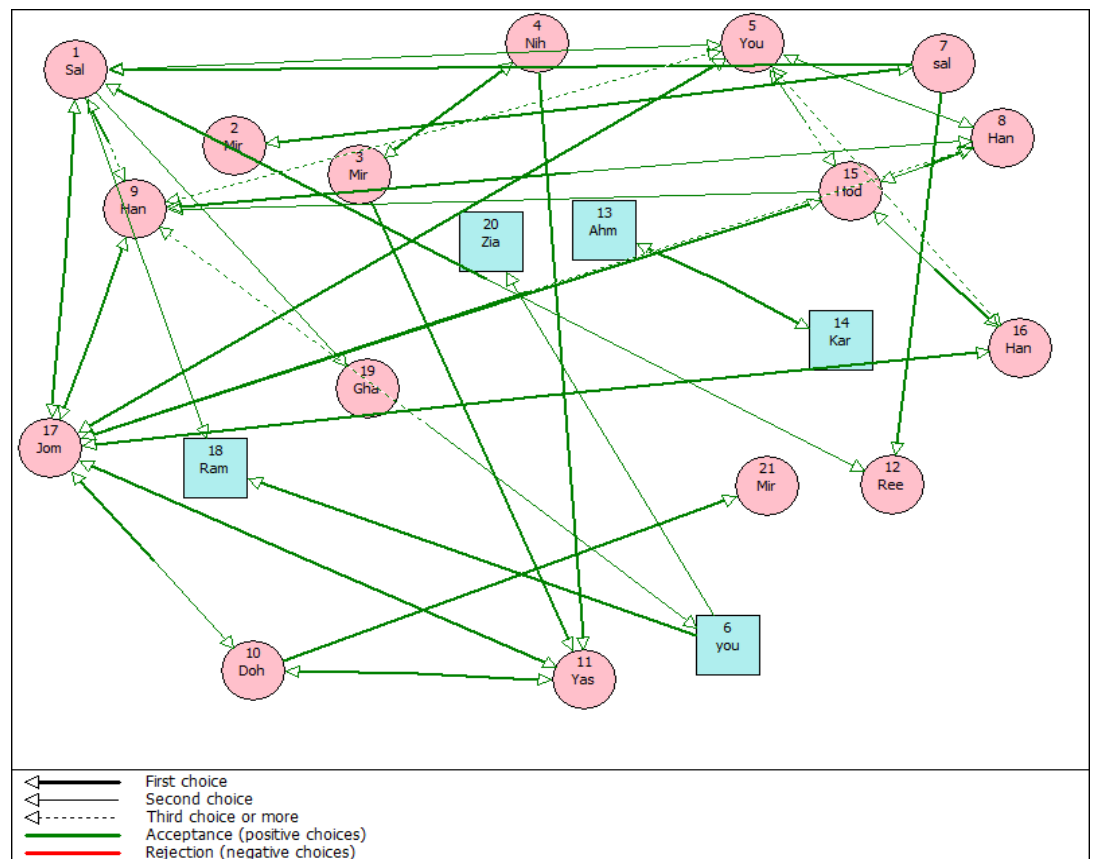 1
Sal
4
Nih
5
You
7
sal
2
Mir
3
Mir
8
Han
9
Han
15
Hod
20
Zia
13
Ahm
14
Kar
16
Han
19
Gha
17
Jom
18
Ram
21
Mir
12
Ree
10
Doh
11
Yas
6
you
First choice
Second choice
Third choice or more
Acceptance (positive choices)
Rejection (negative choices)